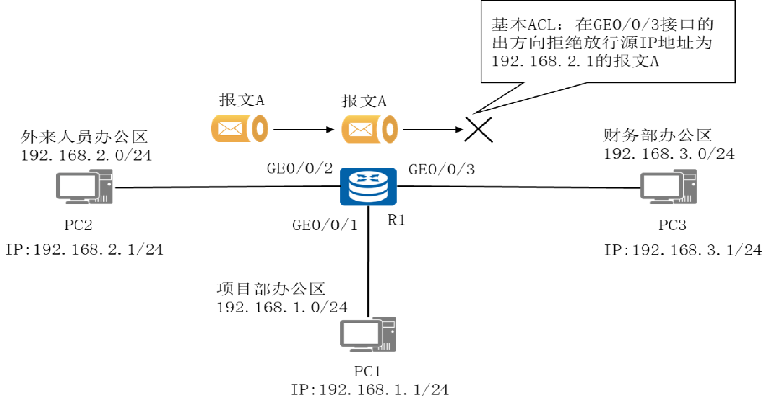 基本ACL：在GE0/0/3接口的
出方向拒绝放行源IP地址为
192.168.2.1的报文A
报文A
报文A
外来人员办公区
192.168.2.0/24
财务部办公区
192.168.3.0/24
GE0/0/2
GE0/0/3
PC2
IP:192.168.2.1/24
GE0/0/1
R1
PC3
IP:192.168.3.1/24
项目部办公区
192.168.1.0/24
PC1
IP:192.168.1.1/24